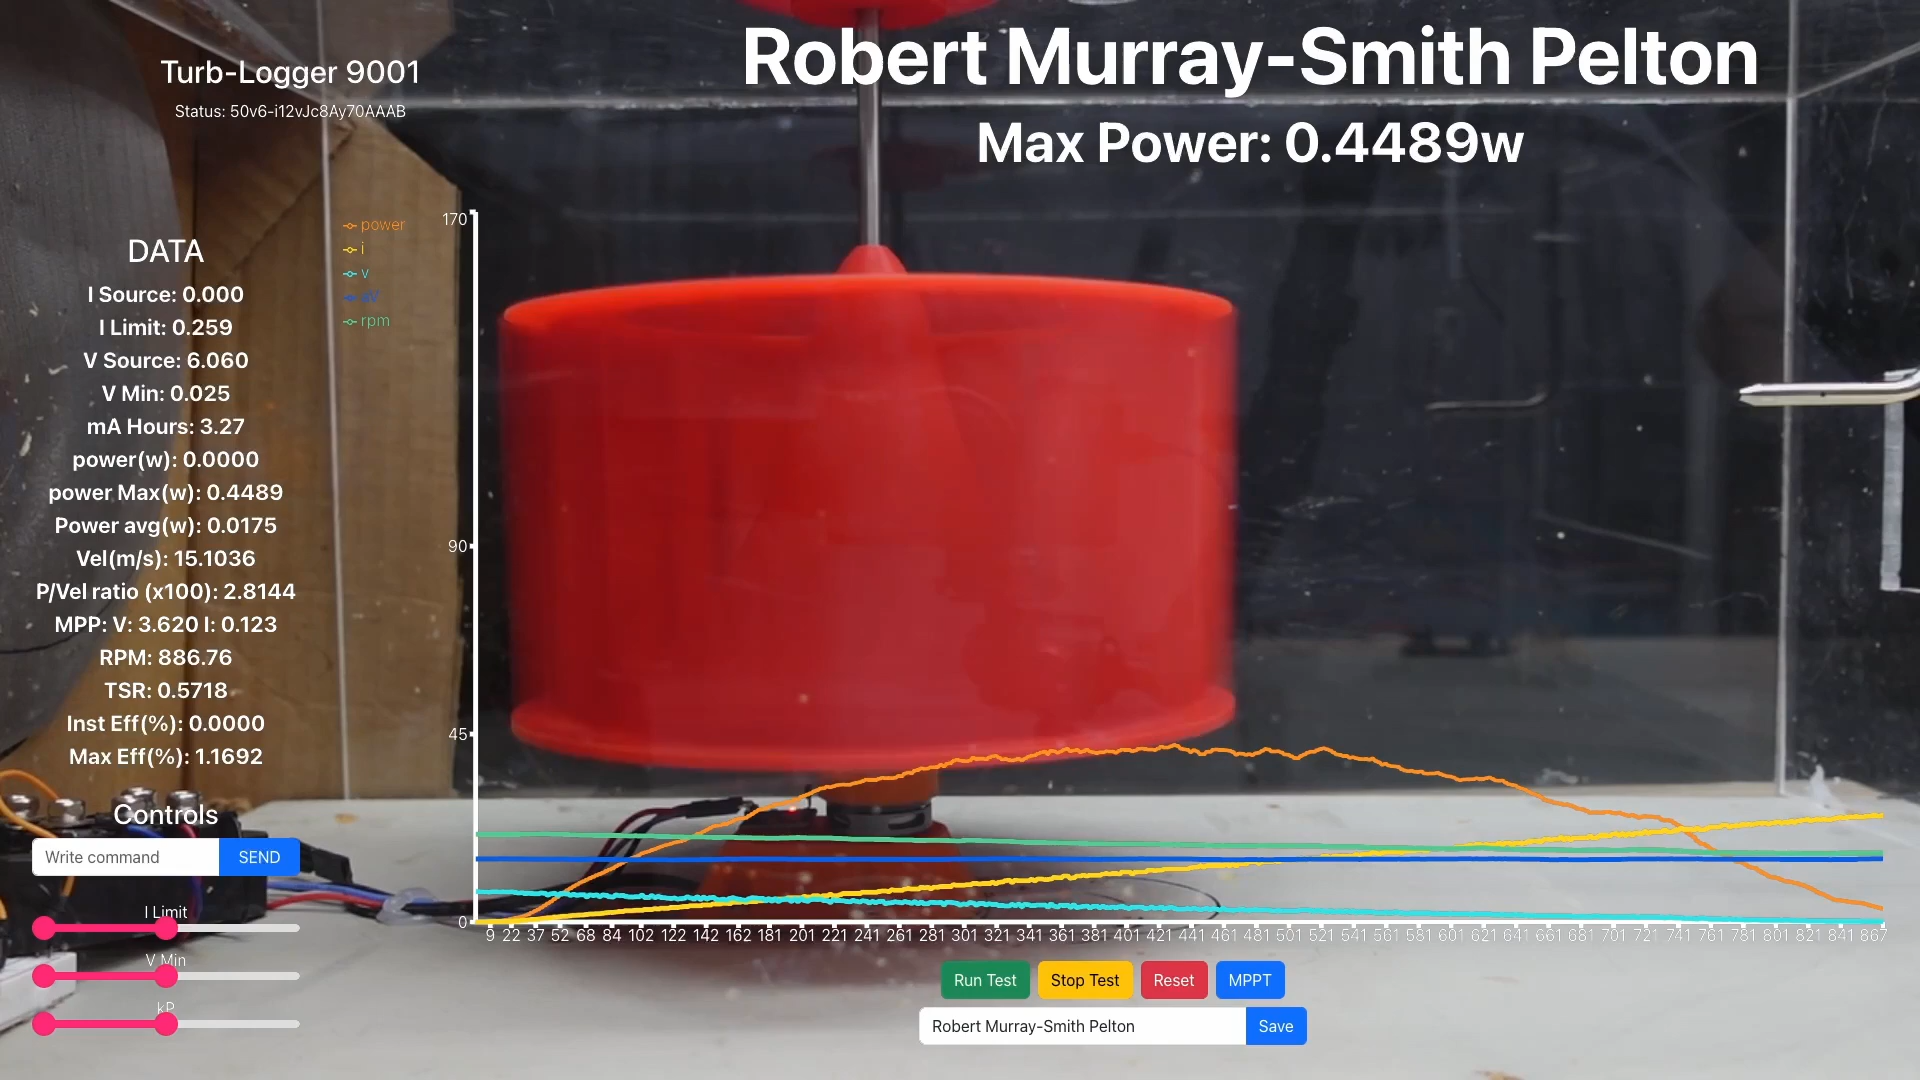 Robert Murray-Smith Pelton
Max Power: 0.4489w
Turb-Logger 9001
Status: 50v6-i12vJc8Ay70AAAB
DATA
I Source: 0.000
I Limit: 0.259
V Source: 6.060
V Min: 0.025
mA Hours: 3.27
power(w): 0.0000
power Max(w): 0.4489
Power avg(w): 0.0175
Vel(m/s): 15.1036
P/Vel ratio (x100): 2.8144
MPP: V: 3.620 I: 0.123
RPM: 886.76
TSR: 0.5718
Inst Eff(%): 0.0000
Max Eff(%): 1.1692
Controls
Write command SEND
I Limit
V Min
kP
power
i
v
rpm
170
90
45
0
9 22 37 52 68 84 102 122 142 162 181 201 221 241 261 281 301 321 341 361 381 401 421 441 461 481 501 521 541 561 581 601 621 641 661 681 701 721 741 761 781 801 821 841 867
Run Test Stop Test Reset MPPT
Robert Murray-Smith Pelton Save